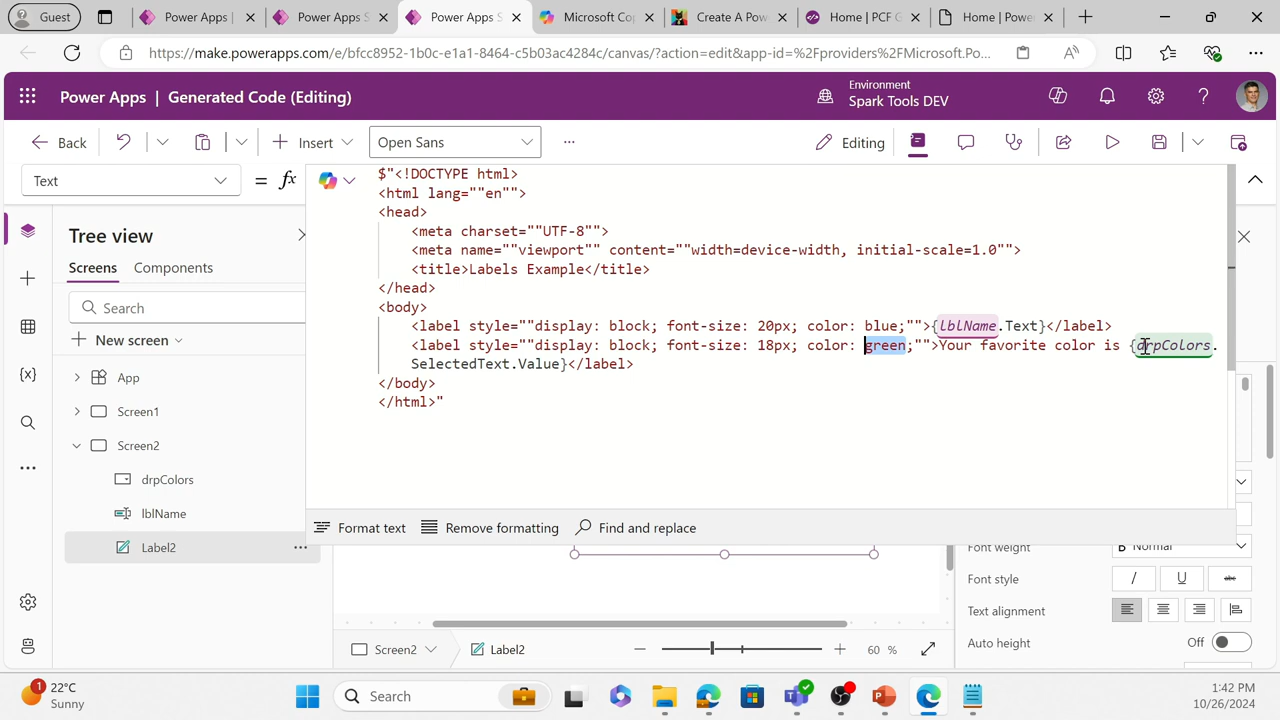 Guest
Power Apps |
Power Apps S
Power Apps S
Microsoft Co
Create A Pow
Home | PCF G
Home | Powe
https://make.powerapps.com/e/bfcc8952-1b0c-e1a1-8464-c5b03ac4284c/canvas/?action=edit&app-id=%2Fproviders%2FMicrosoft.Po...
Power Apps | Generated Code (Editing)
Environment
Spark Tools DEV
Back
Insert
Open Sans
Editing
Text
= fx
$"<!DOCTYPE html>
<html lang=""en"">
<head>
<meta charset=""UTF-8"">
<meta name=""viewport"" content=""width=device-width, initial-scale=1.0"">
<title>Labels Example</title>
</head>
<body>
<label style=""display: block; font-size: 20px; color: blue;"">{lblName.Text}</label>
<label style=""display: block; font-size: 18px; color: green;"">Your favorite color is {drpColors.
SelectedText.Value}</label>
</body>
</html>"
Tree view
Screens
Components
Search
New screen
App
Screen1
Screen2
drpColors
lblName
Label2
Format text
Remove formatting
Find and replace
Font weight
B Normal
Font style
/ U abc
Text alignment
Auto height
Off
Screen2
Label2
60 %
1
22°C
Sunny
Search
1:42 PM
10/26/2024